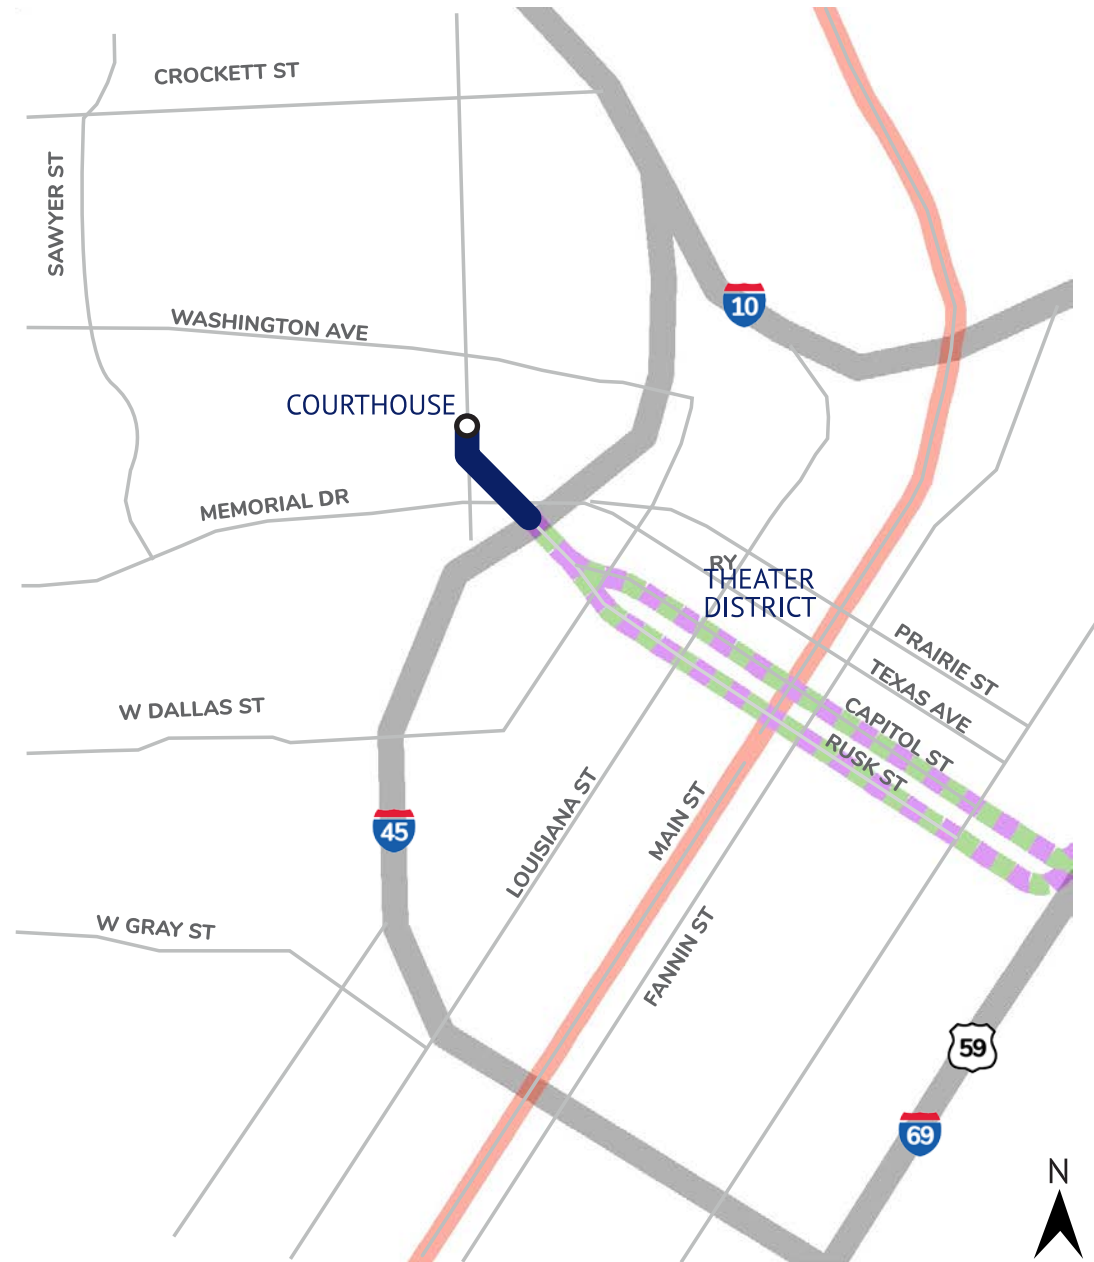 CROCKETT ST
SAWYER ST
10
WASHINGTON AVE
COURTHOUSE
MEMORIAL DR
RY
THEATER
DISTRICT
PRAIRIE ST
TEXAS AVE
CAPITOL ST
RUSK ST
W DALLAS ST
LOUISIANA ST
MAIN ST
45
FANNIN ST
W GRAY ST
59
69
N